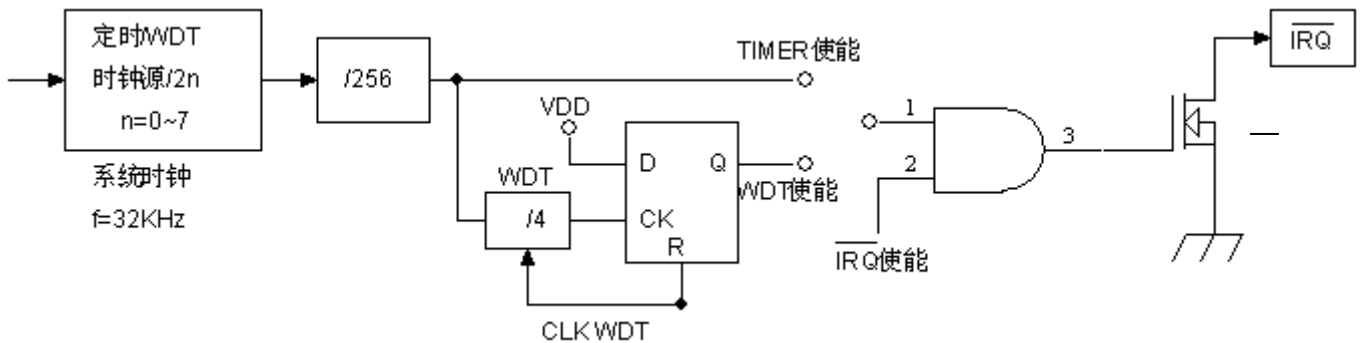 定时WDT
时钟源/2n
n=0~7
系统时钟
f=32KHz
/256
TIMER使能
VDD
D
Q
WDT使能
WDT
/4
CK
R
CLK WDT
1
2
3
IRQ使能
IRQ